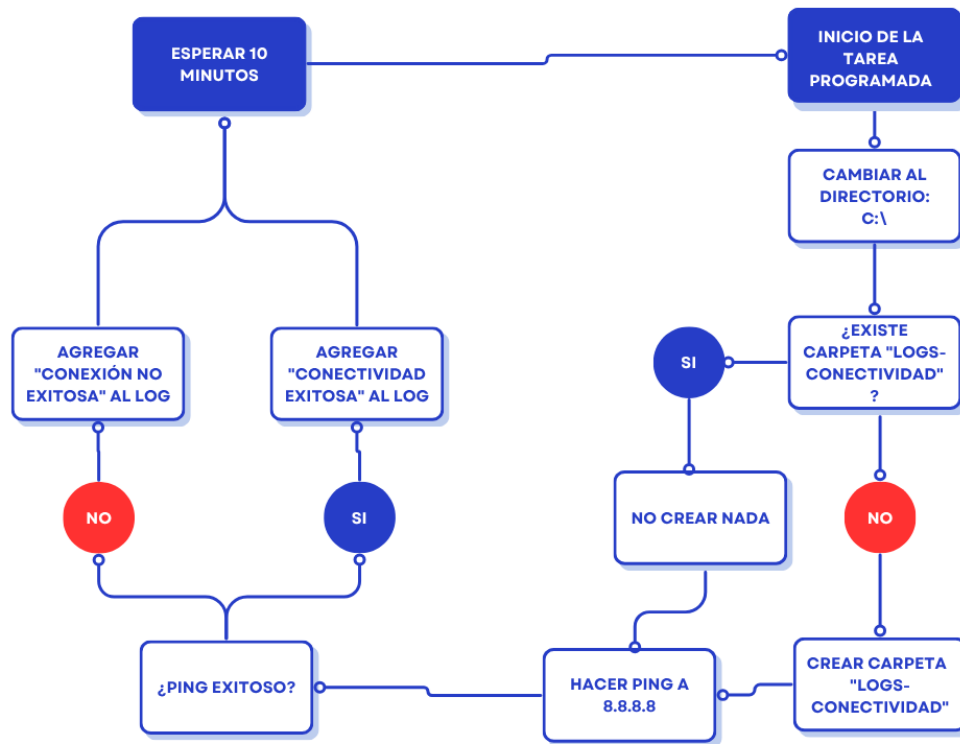 ESPERAR 10
MINUTOS
INICIO DE LA
TAREA
PROGRAMADA
CAMBIAR AL
DIRECTORIO:
C:\
¿EXISTE
CARPETA "LOGS-
CONECTIVIDAD"
?
SI
NO
NO CREAR NADA
CREAR CARPETA
"LOGS-
CONECTIVIDAD"
HACER PING A
8.8.8.8
¿PING EXITOSO?
NO
SI
AGREGAR
"CONEXIÓN NO
EXITOSA" AL LOG
AGREGAR
"CONECTIVIDAD
EXITOSA" AL LOG